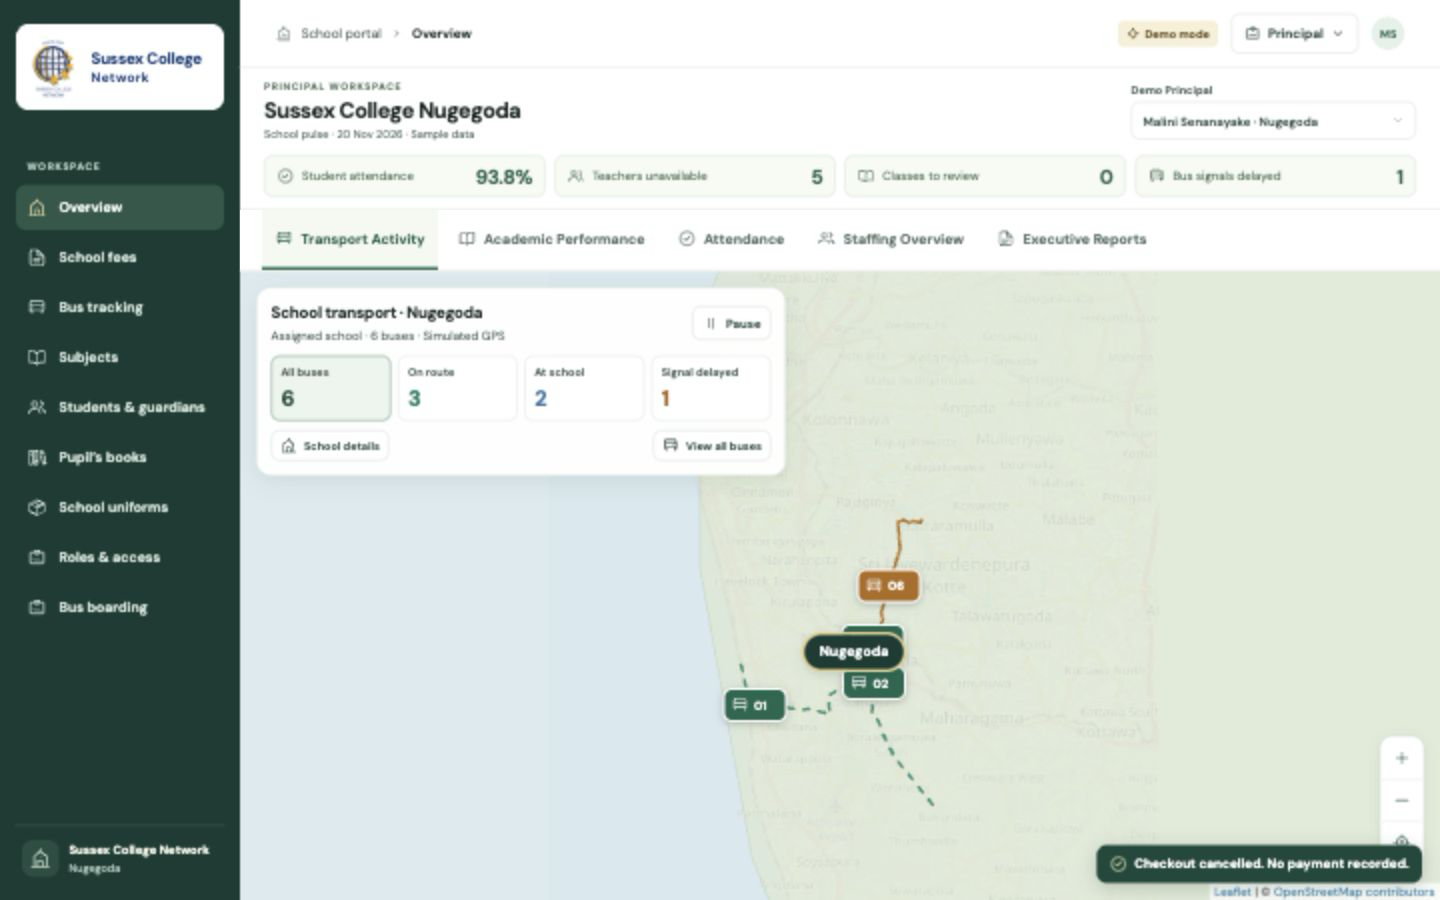 Sussex College
Network
WORKSPACE
Overview
School fees
Bus tracking
Subjects
Students & guardians
Pupil's books
School uniforms
Roles & access
Bus boarding
Sussex College Network
Nugegoda
School portal > Overview
Demo mode
Principal
MS
PRINCIPAL WORKSPACE
Sussex College Nugegoda
School pulse · 20 Nov 2026 · Sample data
Demo Principal
Malini Senanayake · Nugegoda
Student attendance 93.8%
Teachers unavailable 5
Classes to review 0
Bus signals delayed 1
Transport Activity
Academic Performance
Attendance
Staffing Overview
Executive Reports
School transport · Nugegoda
Assigned school · 6 buses · Simulated GPS
Pause
All buses
6
On route
3
At school
2
Signal delayed
1
School details
View all buses
Kolonnawa
Angoda
Mulleriyawa
Rajagiya
Malabe
Kotte
Talawatugoda
06
Nugegoda
02
01
Maharagama
Kottawa
+
−
Checkout cancelled. No payment recorded.
Leaflet | © OpenStreetMap contributors